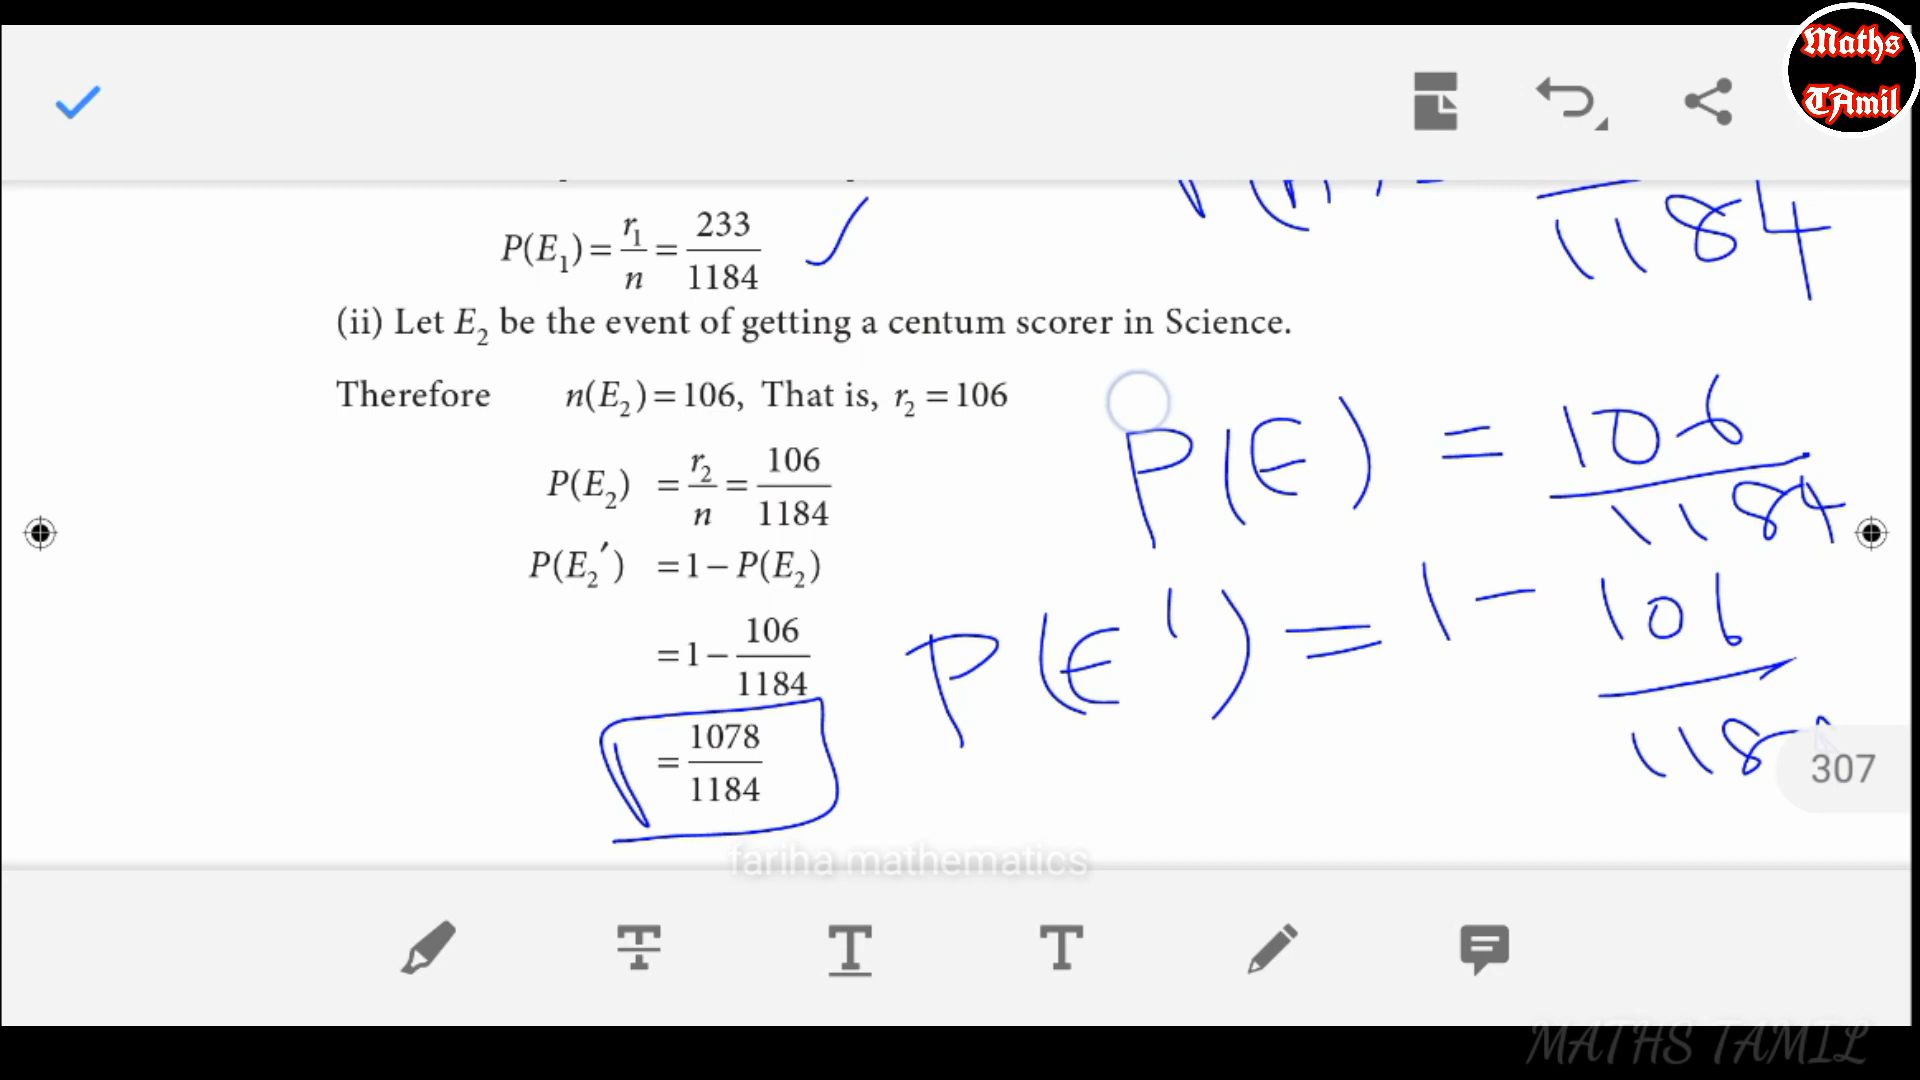 Maths
TAmil
1184
P(E₁) = r₁/n = 233/1184
(ii) Let E₂ be the event of getting a centum scorer in Science.
Therefore n(E₂) = 106, That is, r₂ = 106
P(E₂) = r₂/n = 106/1184
P(E) = 106/1184
P(E₂′) = 1 − P(E₂)
= 1 − 106/1184
P(E') = 1 − 106/118
= 1078/1184
307
fariha mathematics
MATHS TAMIL